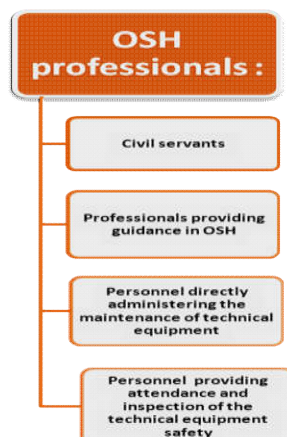 OSH
professionals :
Civil servants
Professionals providing
guidance in OSH
Personnel directly
administering the
maintenance of technical
equipment
Personnel providing
attendance and
inspection of the
technical equipment
safety